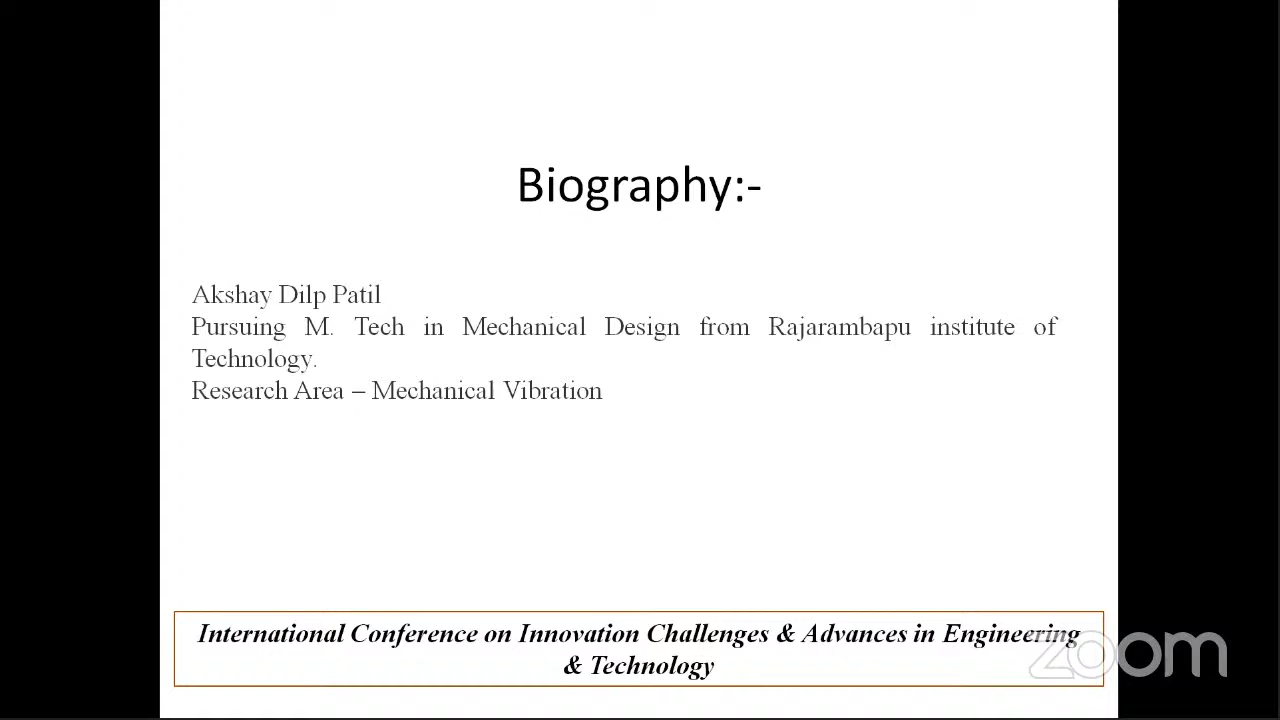 Biography:-
Akshay Dilp Patil
Pursuing M. Tech in Mechanical Design from Rajarambapu institute of
Technology.
Research Area – Mechanical Vibration
International Conference on Innovation Challenges & Advances in Engineering
& Technology
zoom